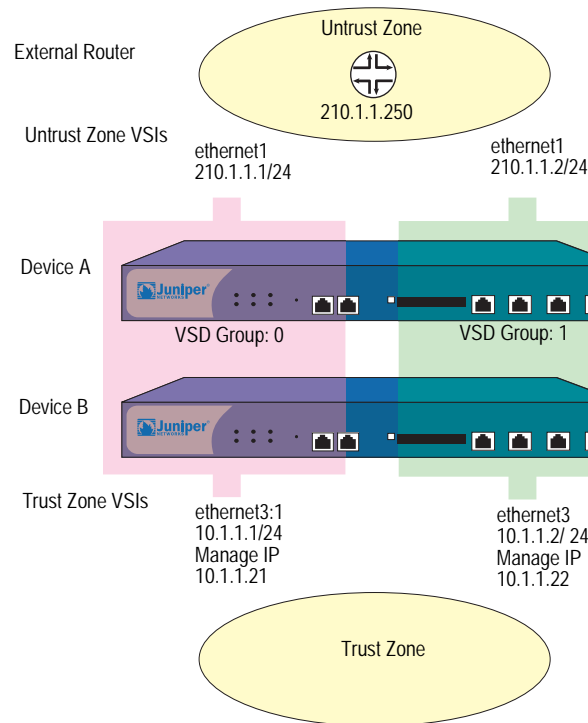 Untrust Zone
External Router
210.1.1.250
Untrust Zone VSIs
ethernet1
210.1.1.1/24
ethernet1
210.1.1.2/24
Device A
Juniper
NETWORKS
VSD Group: 0
VSD Group: 1
Device B
Juniper
NETWORKS
Trust Zone VSIs
ethernet3:1
10.1.1.1/24
Manage IP
10.1.1.21
ethernet3
10.1.1.2/ 24
Manage IP
10.1.1.22
Trust Zone